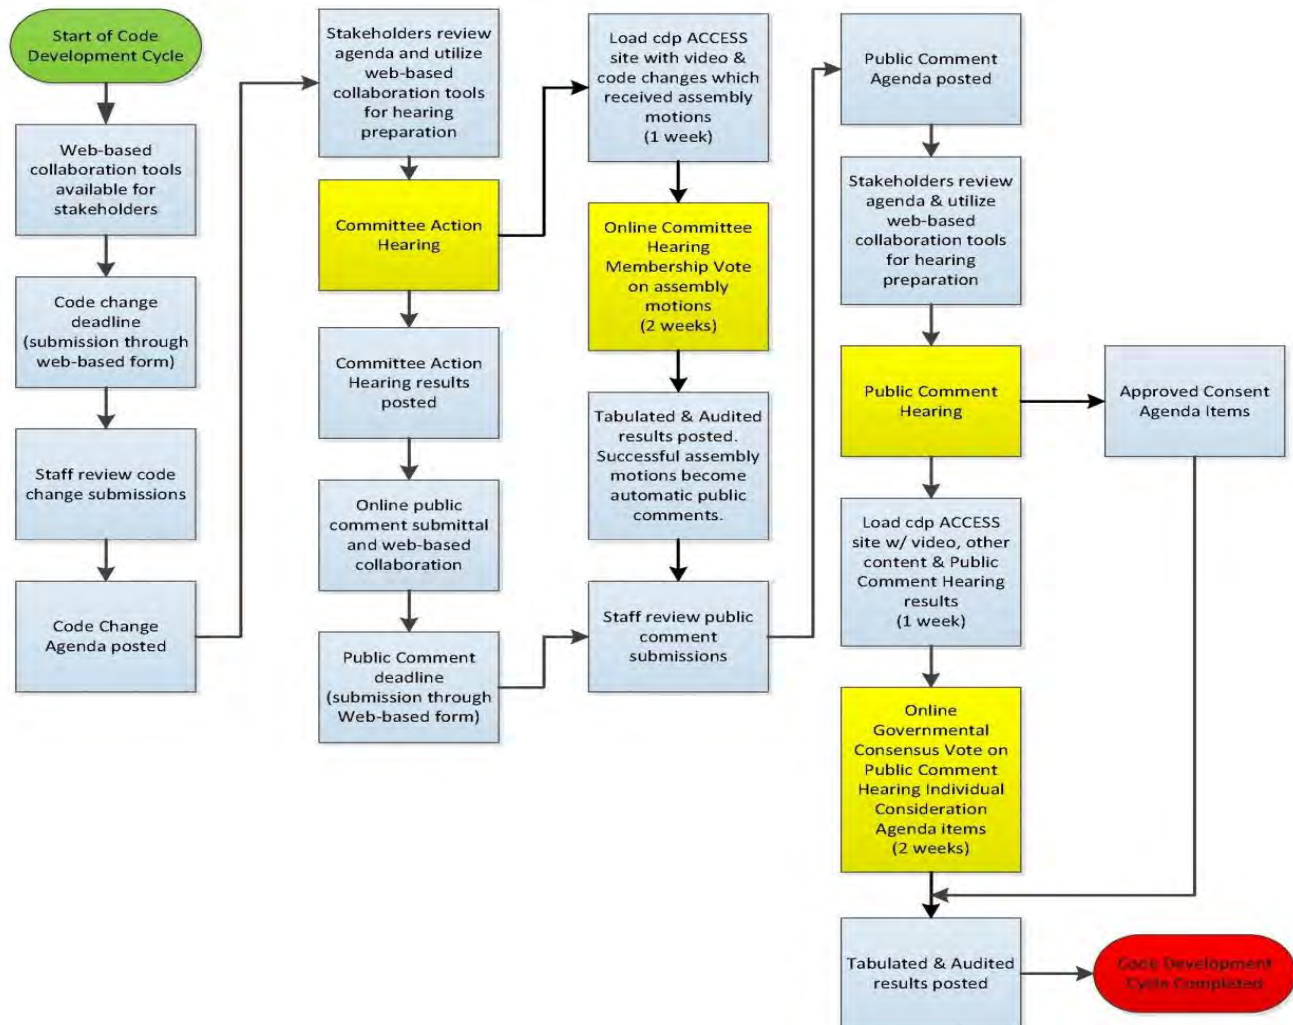 Start of Code
Development Cycle
Web-based
collaboration tools
available for
stakeholders
Code change
deadline
(submission through
web-based form)
Staff review code
change submissions
Code Change
Agenda posted
Stakeholders review
agenda and utilize
web-based
collaboration tools
for hearing
preparation
Committee Action
Hearing
Committee Action
Hearing results
posted
Online public
comment submittal
and web-based
collaboration
Public Comment
deadline
(submission through
Web-based form)
Load cdp ACCESS
site with video &
code changes which
received assembly
motions
(1 week)
Online Committee
Hearing
Membership Vote
on assembly
motions
(2 weeks)
Tabulated & Audited
results posted.
Successful assembly
motions become
automatic public
comments.
Staff review public
comment
submissions
Public Comment
Agenda posted
Stakeholders review
agenda & utilize
web-based
collaboration tools
for hearing
preparation
Public Comment
Hearing
Approved Consent
Agenda Items
Load cdp ACCESS
site w/ video, other
content & Public
Comment Hearing
results
(1 week)
Online
Governmental
Consensus Vote on
Public Comment
Hearing Individual
Consideration
Agenda items
(2 weeks)
Tabulated & Audited
results posted
Code Development
Cycle Completed